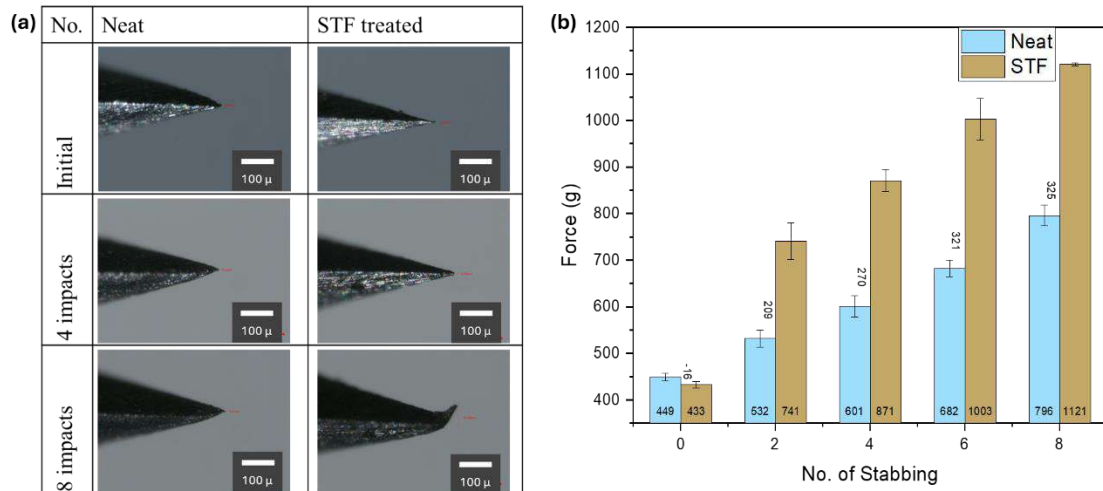 (a)
No. Neat STF treated
Initial
100 µ
100 µ
4 impacts
100 µ
100 µ
8 impacts
100 µ
100 µ
(b)
Neat
STF
Force (g)
1200
1100
1000
900
800
700
600
500
400
-16
209
270
321
325
449 433 532 741 601 871 682 1003 796 1121
0 2 4 6 8
No. of Stabbing